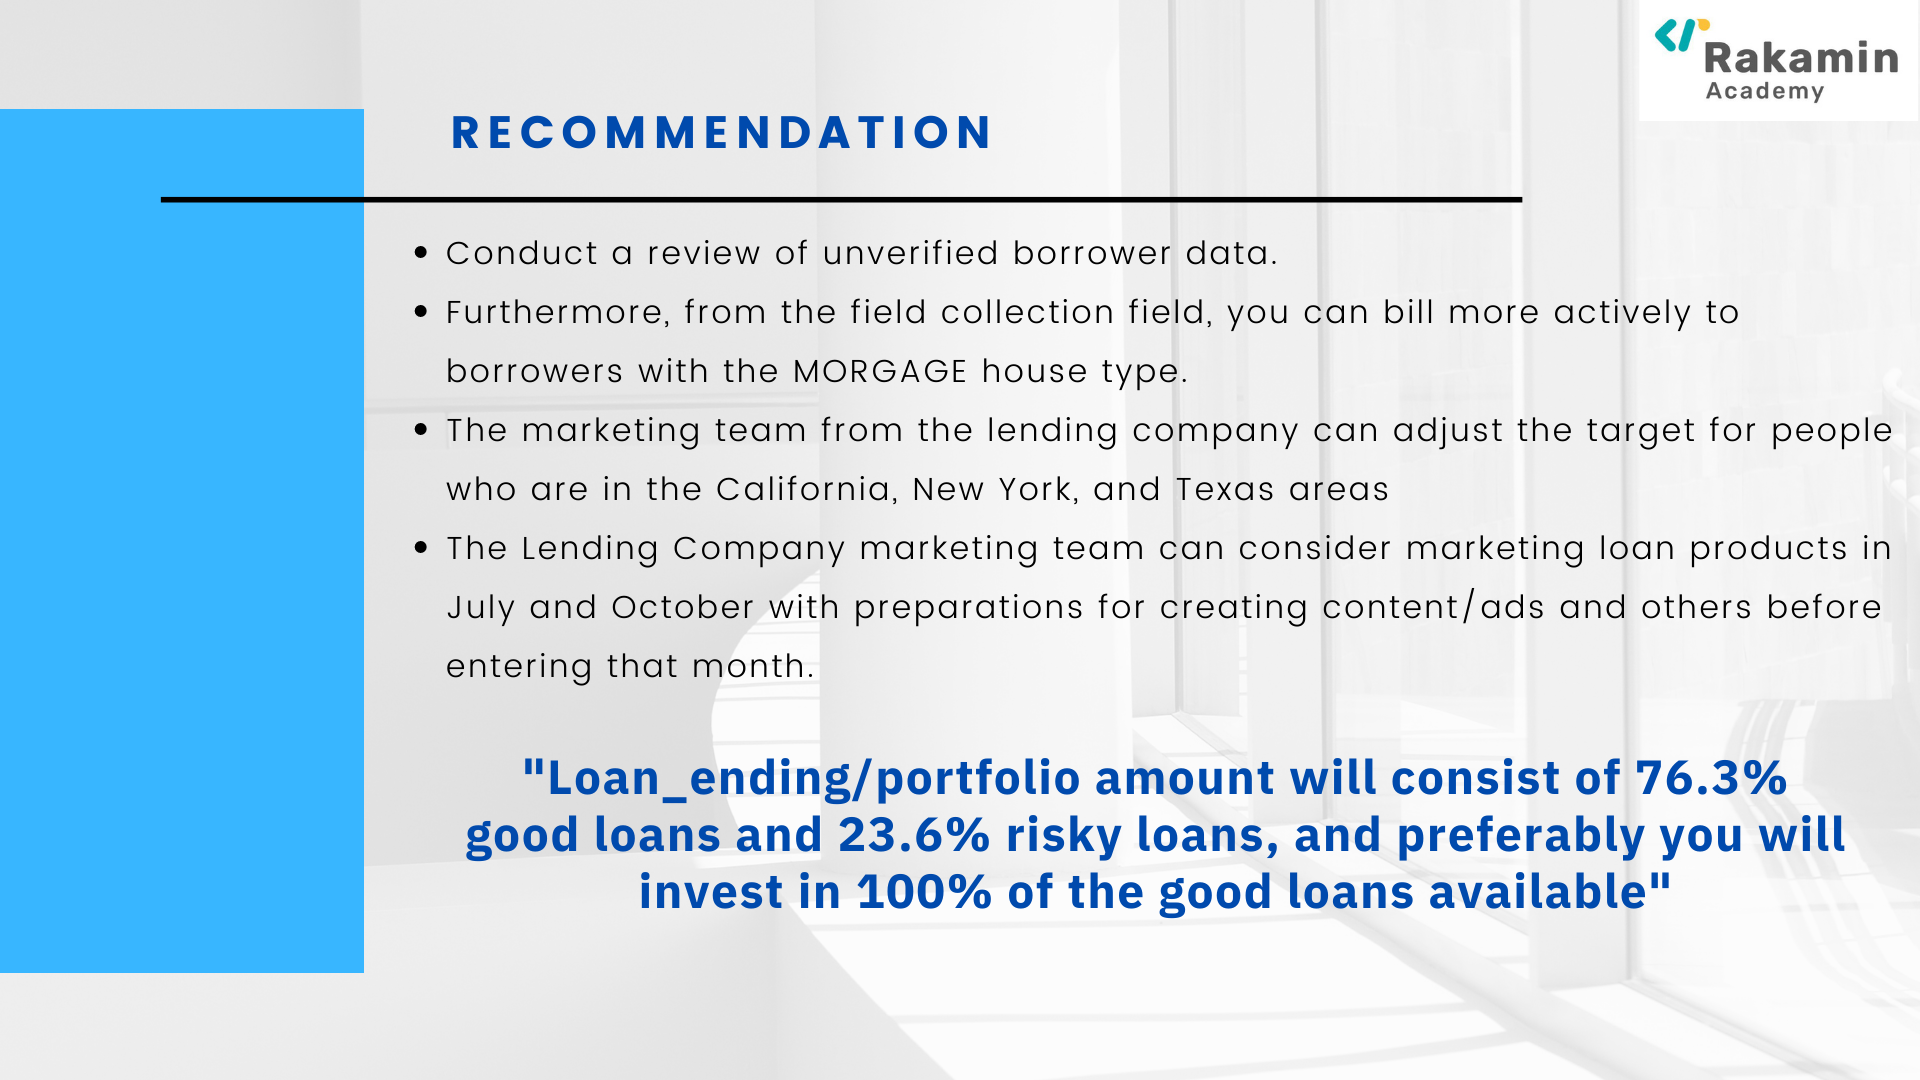 Rakamin
Academy
RECOMMENDATION
• Conduct a review of unverified borrower data.
• Furthermore, from the field collection field, you can bill more actively to
borrowers with the MORGAGE house type.
• The marketing team from the lending company can adjust the target for people
who are in the California, New York, and Texas areas
• The Lending Company marketing team can consider marketing loan products in
July and October with preparations for creating content/ads and others before
entering that month.
"Loan_ending/portfolio amount will consist of 76.3%
good loans and 23.6% risky loans, and preferably you will
invest in 100% of the good loans available"